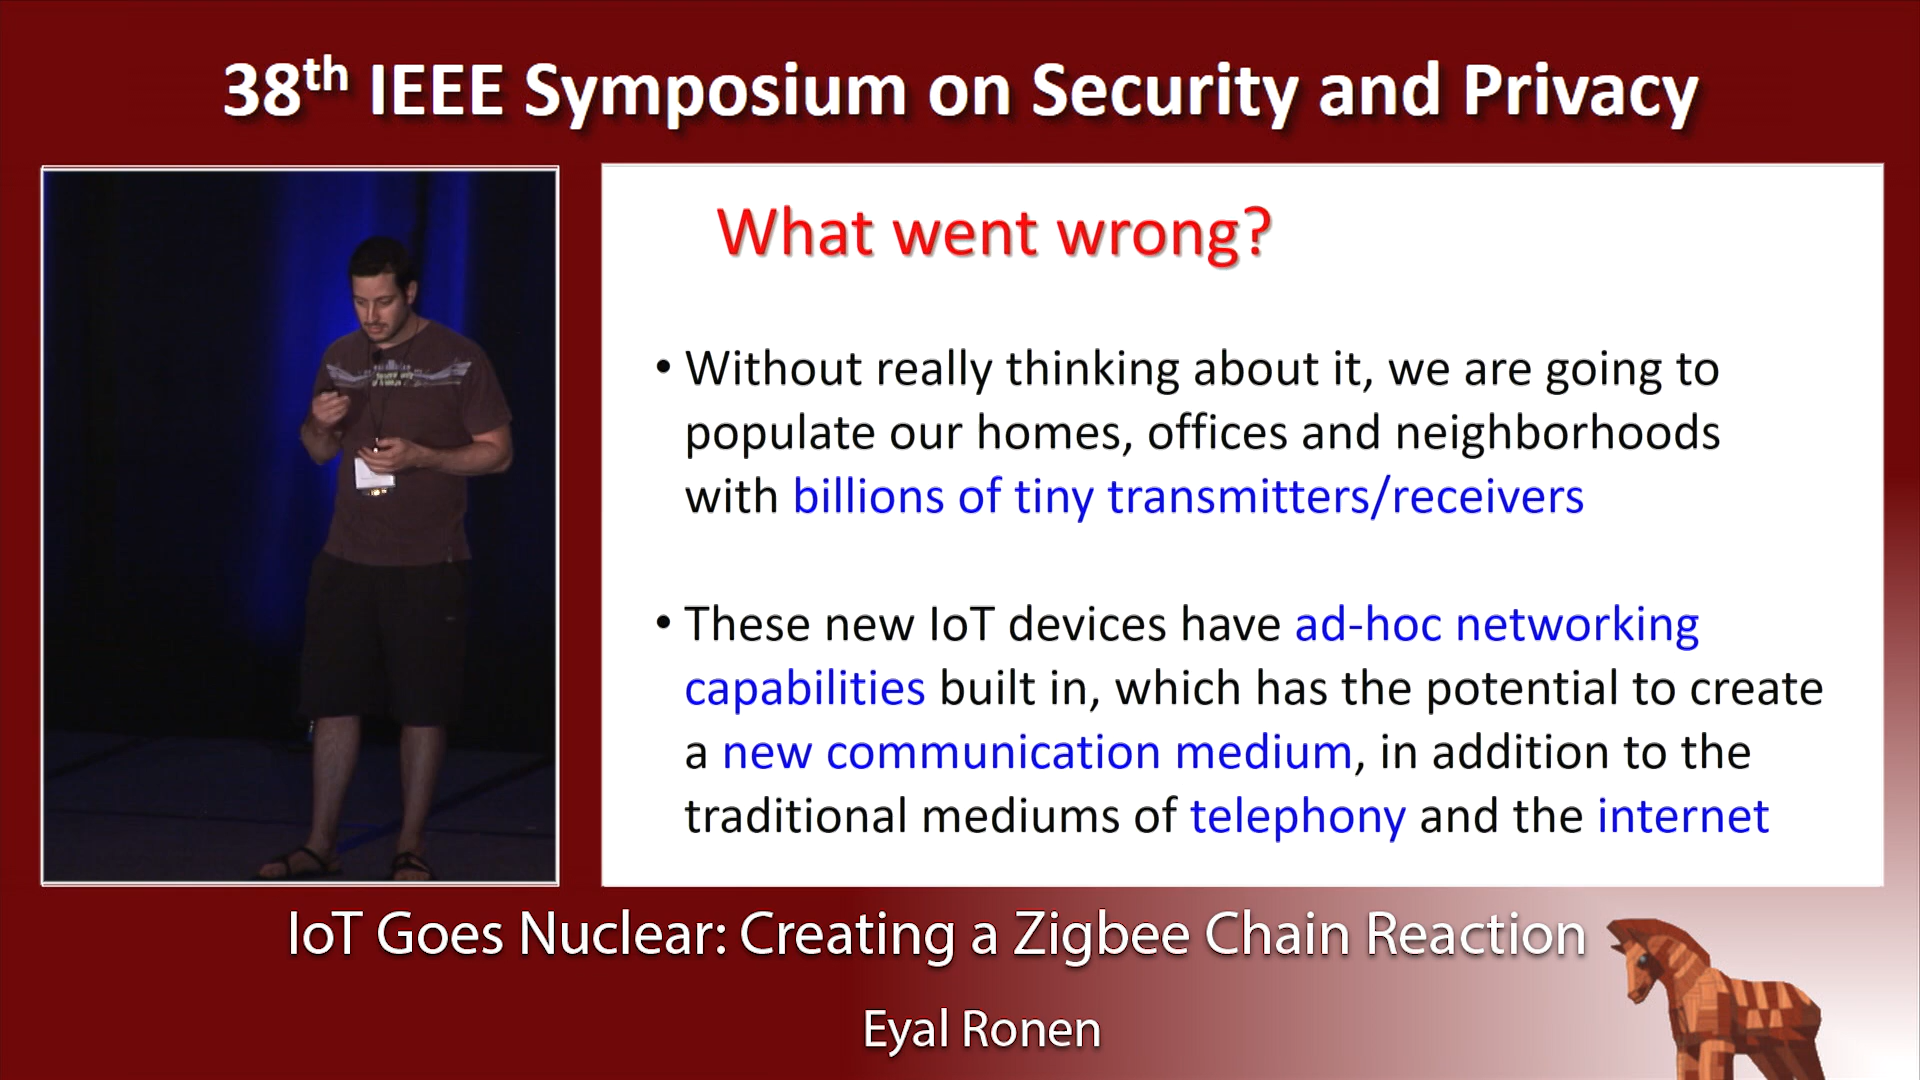 38th IEEE Symposium on Security and Privacy
What went wrong?
• Without really thinking about it, we are going to
populate our homes, offices and neighborhoods
with billions of tiny transmitters/receivers
• These new IoT devices have ad-hoc networking
capabilities built in, which has the potential to create
a new communication medium, in addition to the
traditional mediums of telephony and the internet
IoT Goes Nuclear: Creating a Zigbee Chain Reaction
Eyal Ronen